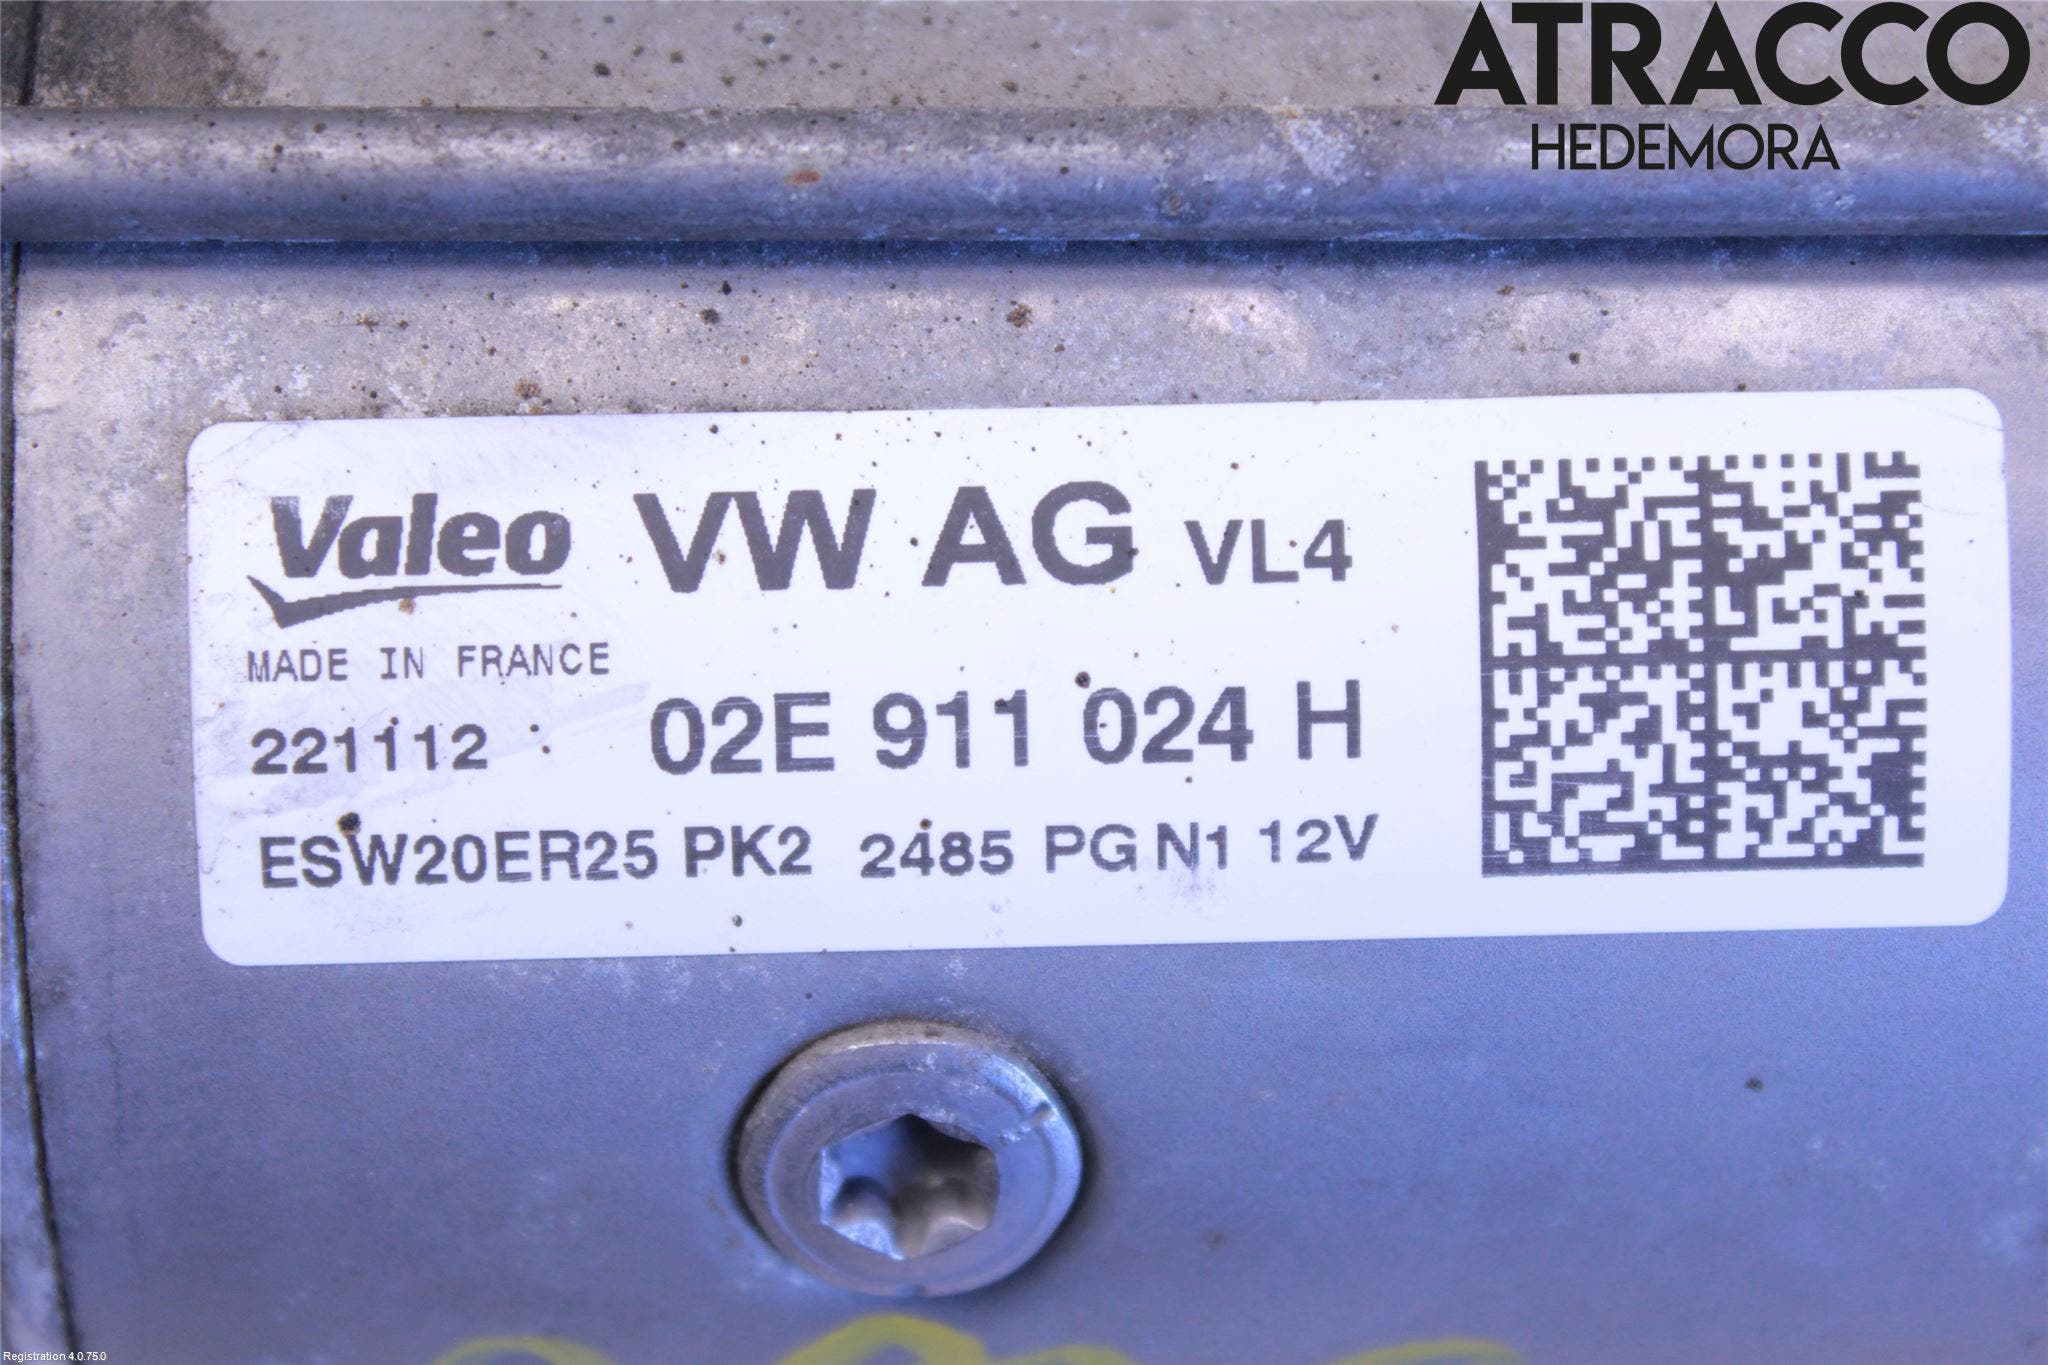 ATRACCO
HEDEMORA
Valeo VW AG VL4
MADE IN FRANCE
221112 02E 911 024 H
ESW20ER25 PK2 2485 PG N1 12V
Registration 4.0.75.0